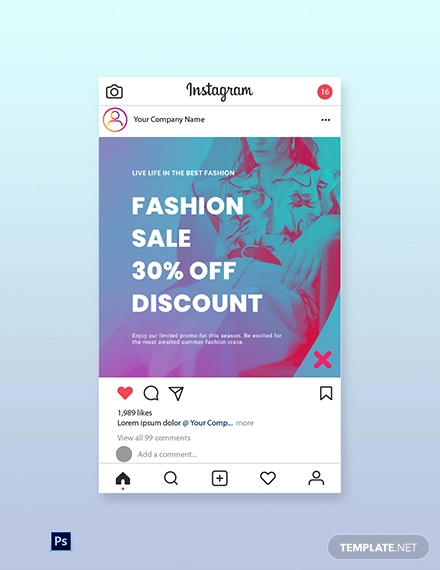 Instagram
16
Your Company Name
LIVE LIFE IN THE BEST FASHION
FASHION
SALE
30% OFF
DISCOUNT
Enjoy our limited promo for this season. Be excited for
the most awaited summer fashion craze.
1,989 likes
Lorem ipsum dolor @ Your Comp... more
View all 99 comments
Add a comment...
Ps
TEMPLATE.NET